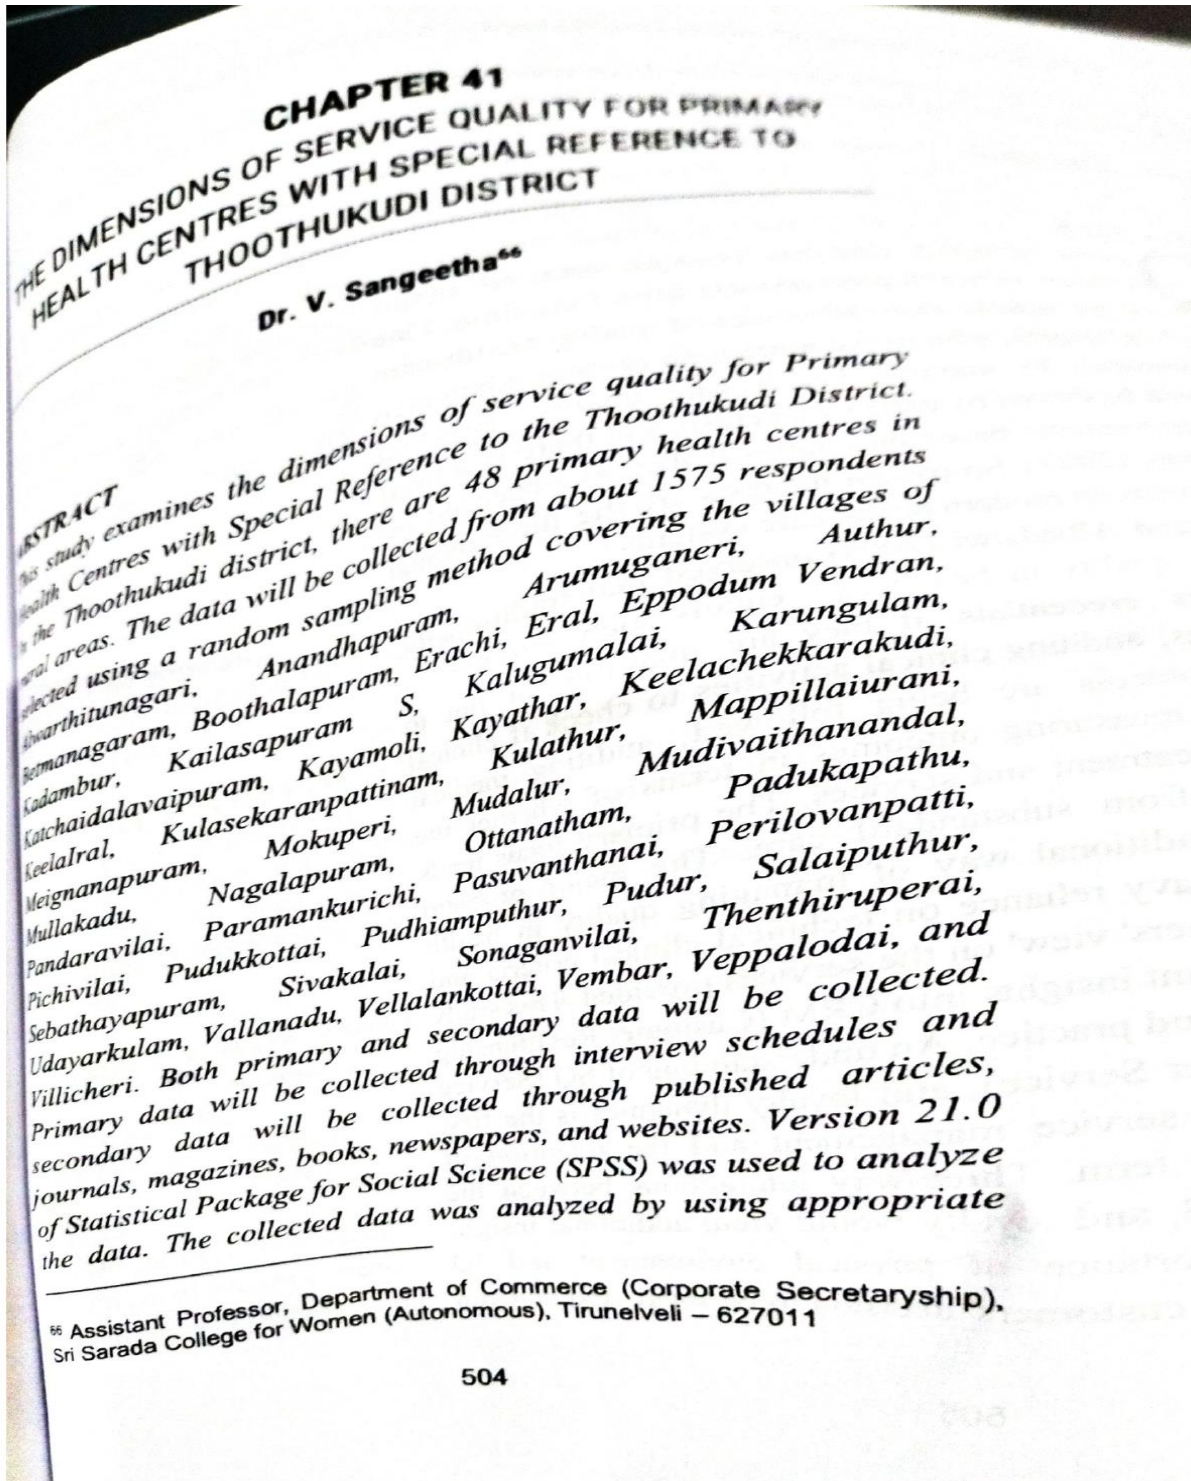 CHAPTER 41
THE DIMENSIONS OF SERVICE QUALITY FOR PRIMARY
HEALTH CENTRES WITH SPECIAL REFERENCE TO
THOOTHUKUDI DISTRICT
Dr. V. Sangeetha⁶⁶
ABSTRACT
This study examines the dimensions of service quality for Primary
Health Centres with Special Reference to the Thoothukudi District.
In the Thoothukudi district, there are 48 primary health centres in
rural areas. The data will be collected from about 1575 respondents
selected using a random sampling method covering the villages of
Alwarthitunagari, Anandhapuram, Arumuganeri, Authur,
Betmanagaram, Boothalapuram, Erachi, Eral, Eppodum Vendran,
Kadambur, Kailasapuram S, Kalugumalai, Karungulam,
Katchaidalavaipuram, Kayamoli, Kayathar, Keelachekkarakudi,
Keelalral, Kulasekaranpattinam, Kulathur, Mappillaiurani,
Meignanapuram, Mokuperi, Mudalur, Mudivaithanandal,
Mullakadu, Nagalapuram, Ottanatham, Padukapathu,
Pandaravilai, Paramankurichi, Pasuvanthanai, Perilovanpatti,
Pichivilai, Pudukkottai, Pudhiamputhur, Pudur, Salaiputhur,
Sebathayapuram, Sivakalai, Sonaganvilai, Thenthiruperai,
Udayarkulam, Vallanadu, Vellalankottai, Vembar, Veppalodai, and
Villicheri. Both primary and secondary data will be collected.
Primary data will be collected through interview schedules and
secondary data will be collected through published articles,
journals, magazines, books, newspapers, and websites. Version 21.0
of Statistical Package for Social Science (SPSS) was used to analyze
the data. The collected data was analyzed by using appropriate
⁶⁶ Assistant Professor, Department of Commerce (Corporate Secretaryship),
Sri Sarada College for Women (Autonomous), Tirunelveli – 627011
504